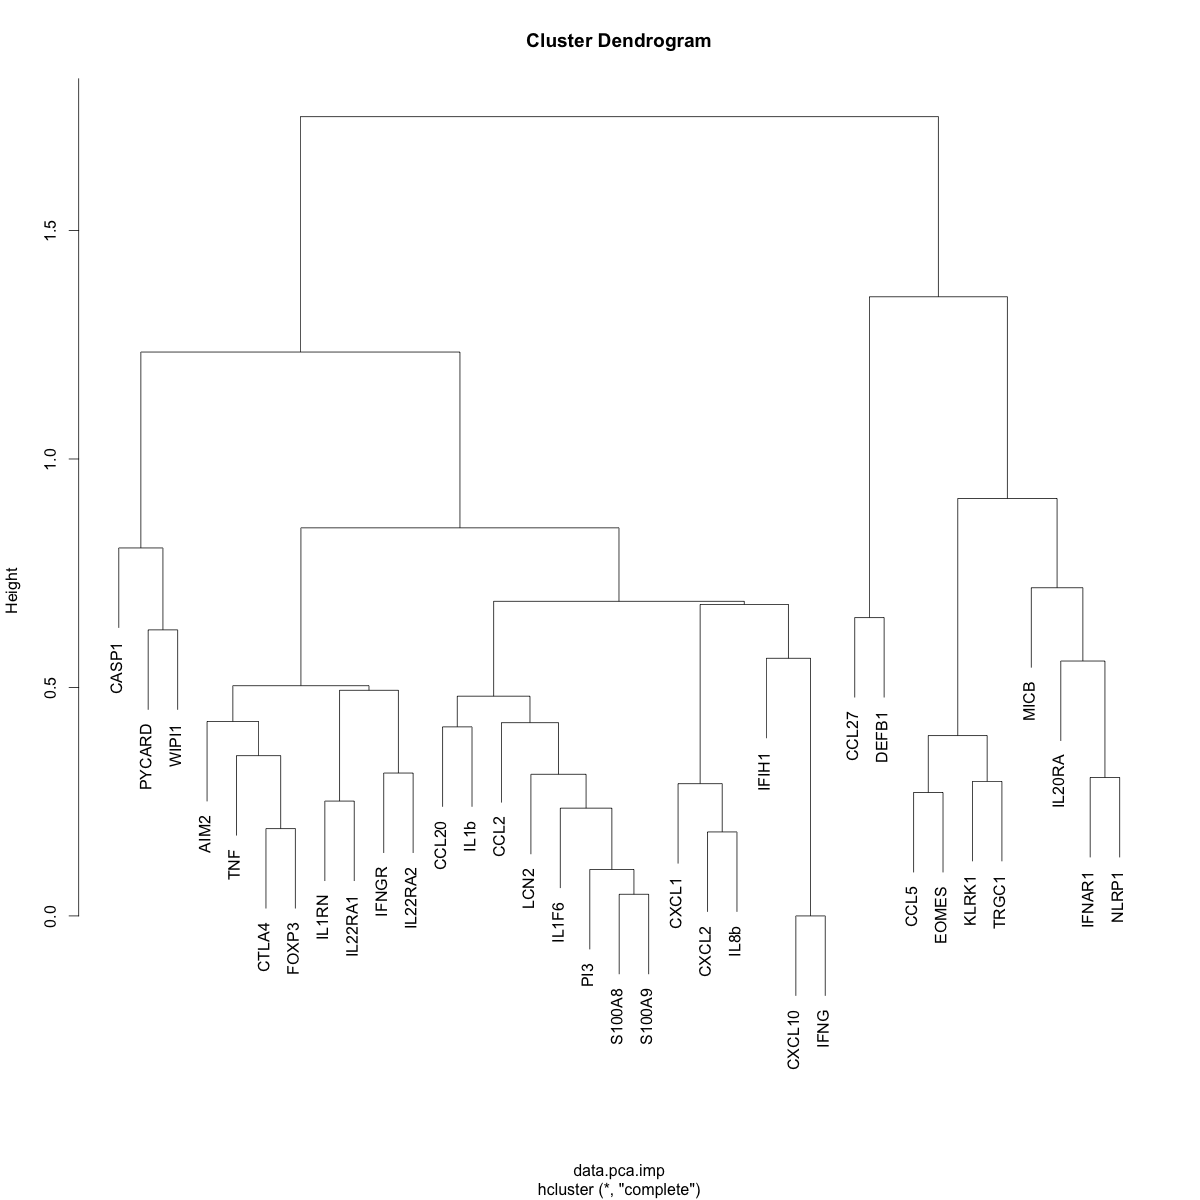 Cluster Dendrogram
Height
1.5
1.0
0.5
0.0
CASP1
PYCARD
WIPI1
AIM2
TNF
CTLA4
FOXP3
IL1RN
IL22RA1
IFNGR
IL22RA2
CCL20
IL1b
CCL2
LCN2
IL1F6
PI3
S100A8
S100A9
CXCL1
CXCL2
IL8b
IFIH1
CXCL10
IFNG
CCL27
DEFB1
CCL5
EOMES
KLRK1
TRGC1
MICB
IL20RA
IFNAR1
NLRP1
data.pca.imp
hcluster (*, "complete")